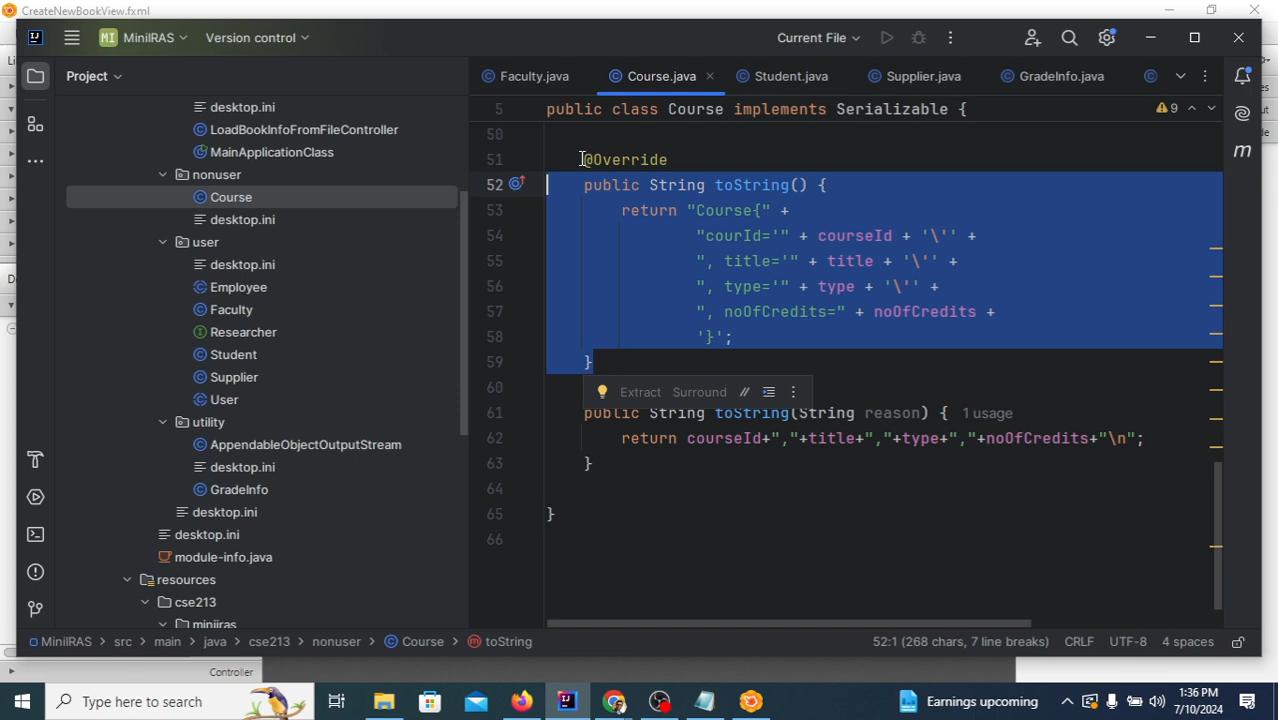 CreateNewBookView.fxml
MI MiniIRAS
Version control
Current File
Project
Faculty.java
Course.java
Student.java
Supplier.java
GradeInfo.java
desktop.ini
LoadBookInfoFromFileController
MainApplicationClass
nonuser
Course
desktop.ini
user
desktop.ini
Employee
Faculty
Researcher
Student
Supplier
User
utility
AppendableObjectOutputStream
desktop.ini
GradeInfo
desktop.ini
desktop.ini
module-info.java
resources
cse213
miniiras
5 public class Course implements Serializable {
9
50
51 @Override
52 public String toString() {
53 return "Course{" +
54 "courId='" + courseId + '\'' +
55 ", title='" + title + '\'' +
56 ", type='" + type + '\'' +
57 ", noOfCredits=" + noOfCredits +
58 '}';
59 }
60
Extract Surround //
61 public String toString(String reason) { 1 usage
62 return courseId+","+title+","+type+","+noOfCredits+"\n";
63 }
64
65 }
66
MiniIRAS > src > main > java > cse213 > nonuser > Course > toString
52:1 (268 chars, 7 line breaks) CRLF UTF-8 4 spaces
Controller
Type here to search
Earnings upcoming
1:36 PM
7/10/2024